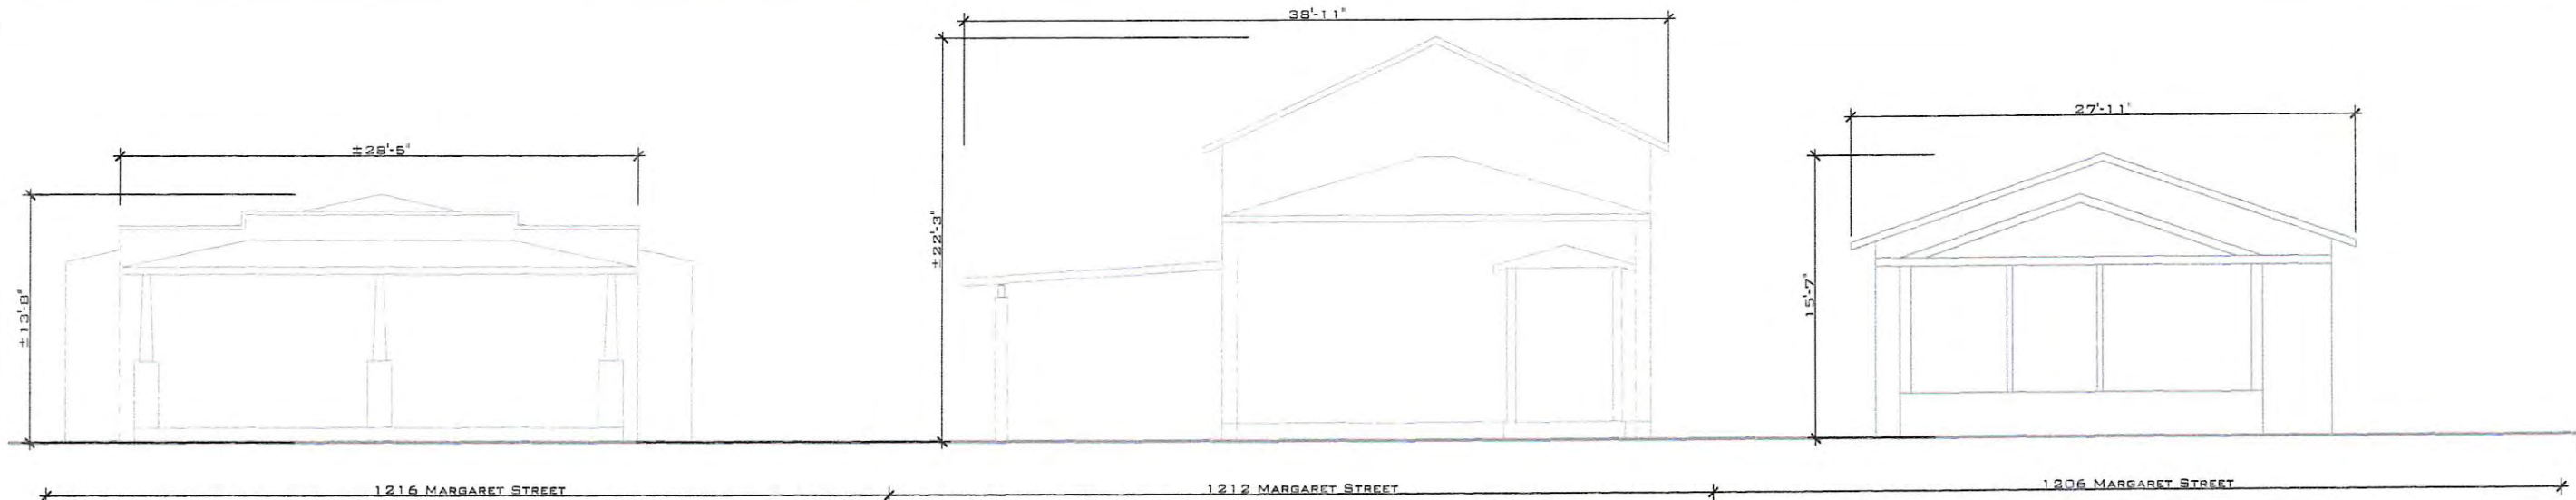 38'-11"
27'-11"
±28'-5"
±22'-3"
±13'-8"
15'-7"
1216 MARGARET STREET
1212 MARGARET STREET
1206 MARGARET STREET